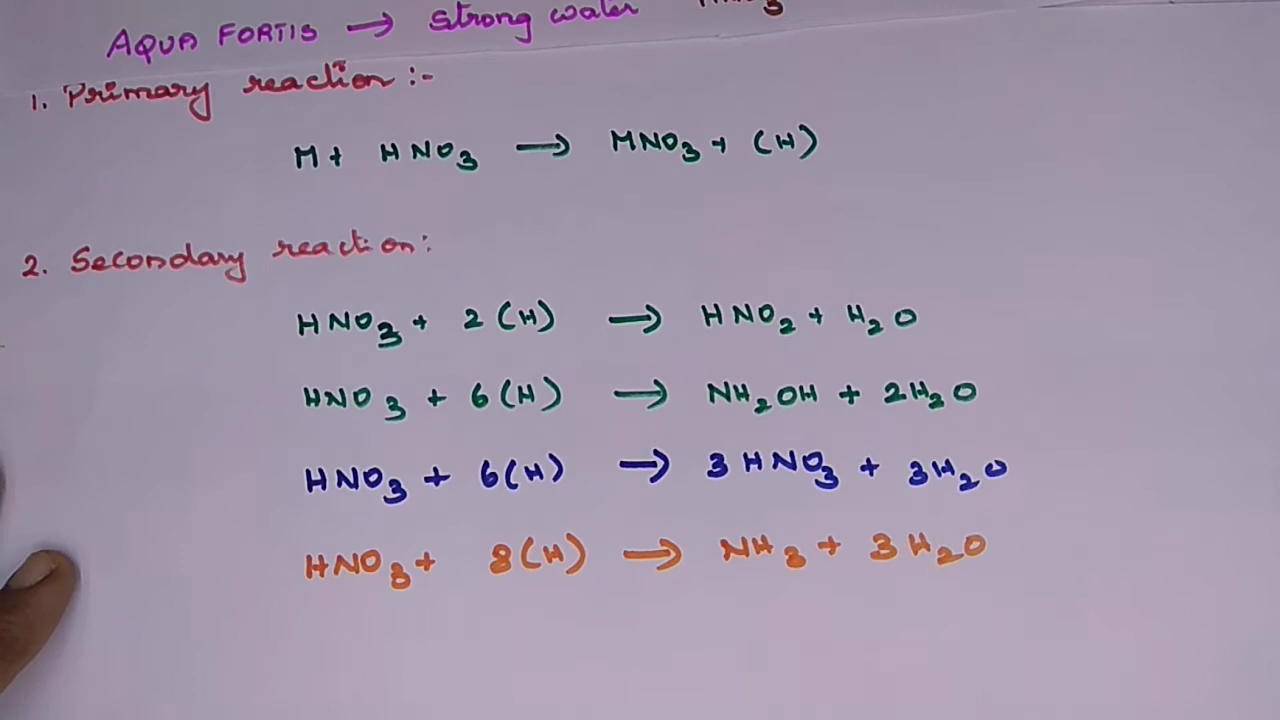 AQUA FORTIS → Strong water
1. Primary reaction :-
M + HNO₃ → MNO₃ + (H)
2. Secondary reaction:
HNO₃ + 2(H) → HNO₂ + H₂O
HNO₃ + 6(H) → NH₂OH + 2H₂O
HNO₃ + 6(H) → 3HNO₃ + 3H₂O
HNO₃ + 8(H) → NH₃ + 3H₂O